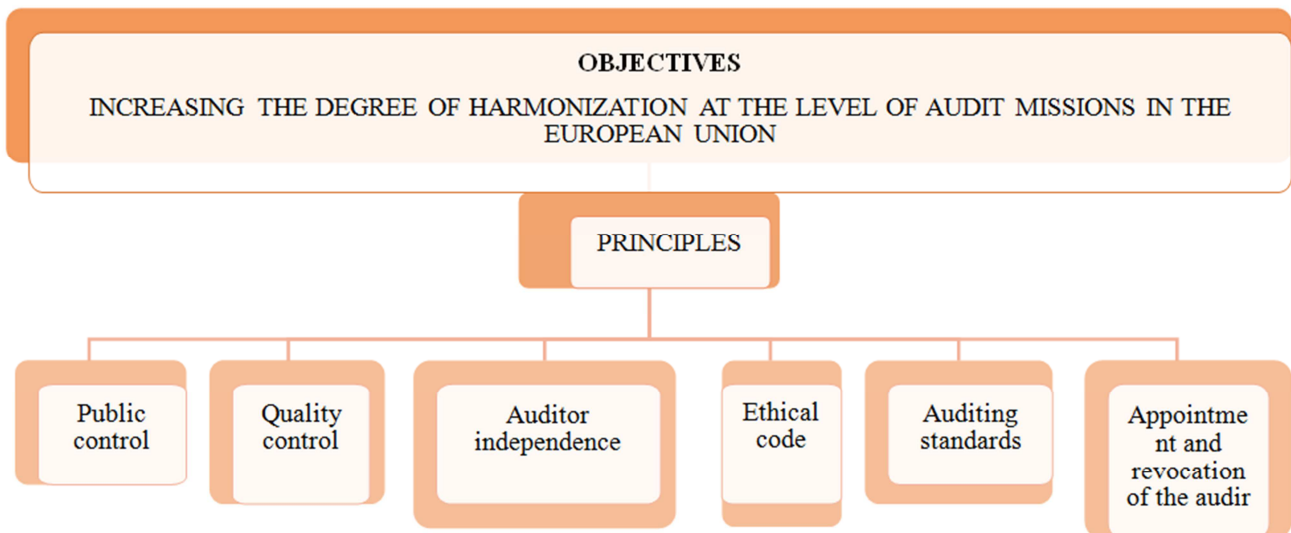 OBJECTIVES
INCREASING THE DEGREE OF HARMONIZATION AT THE LEVEL OF AUDIT MISSIONS IN THE
EUROPEAN UNION
PRINCIPLES
Public
control
Quality
control
Auditor
independence
Ethical
code
Auditing
standards
Appointme
nt and
revocation
of the audir